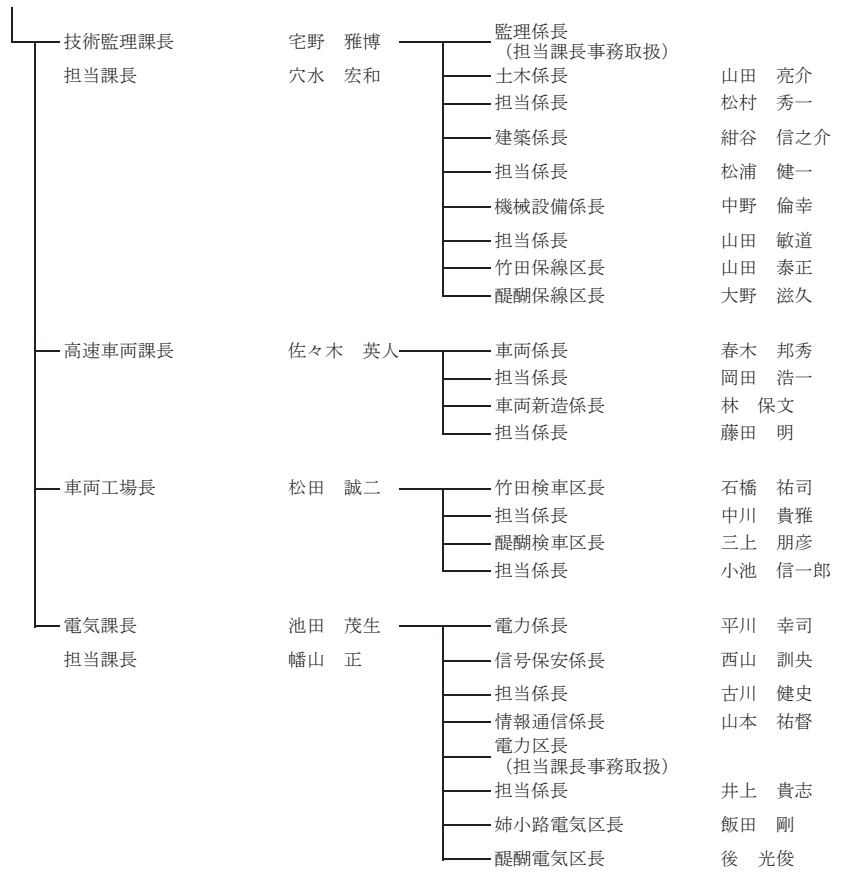 技術監理課長　宅野　雅博　監理係長
（担当課長事務取扱）
担当課長　穴水　宏和　土木係長　山田　亮介
担当係長　松村　秀一
建築係長　紺谷　信之介
担当係長　松浦　健一
機械設備係長　中野　倫幸
担当係長　山田　敏道
竹田保線区長　山田　泰正
醍醐保線区長　大野　滋久
高速車両課長　佐々木　英人　車両係長　春木　邦秀
担当係長　岡田　浩一
車両新造係長　林　保文
担当係長　藤田　明
車両工場長　松田　誠二　竹田検車区長　石橋　祐司
担当係長　中川　貴雅
醍醐検車区長　三上　朋彦
担当係長　小池　信一郎
電気課長　池田　茂生　電力係長　平川　幸司
担当課長　幡山　正　信号保安係長　西山　訓央
担当係長　古川　健史
情報通信係長　山本　祐督
電力区長
（担当課長事務取扱）
担当係長　井上　貴志
姉小路電気区長　飯田　剛
醍醐電気区長　後　光俊